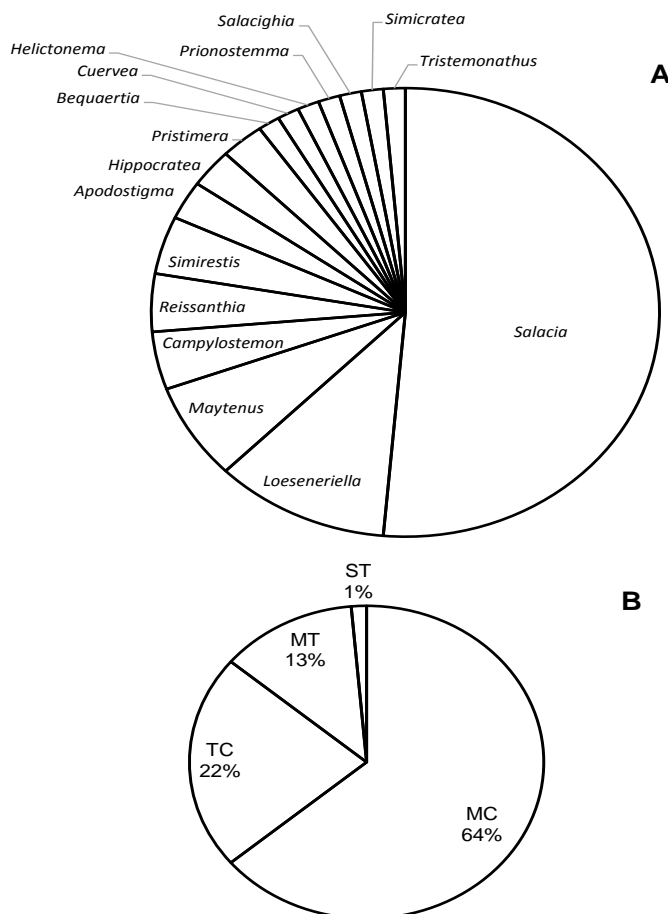 Salacighia
Simicratea
Helictonema
Prionostemma
Cuervea
Tristemonathus
A
Bequaertia
Pristimera
Hippocratea
Apodostigma
Simirestis
Reissanthia
Salacia
Campylostemon
Maytenus
Loeseneriella
ST
1%
B
MT
13%
TC
22%
MC
64%